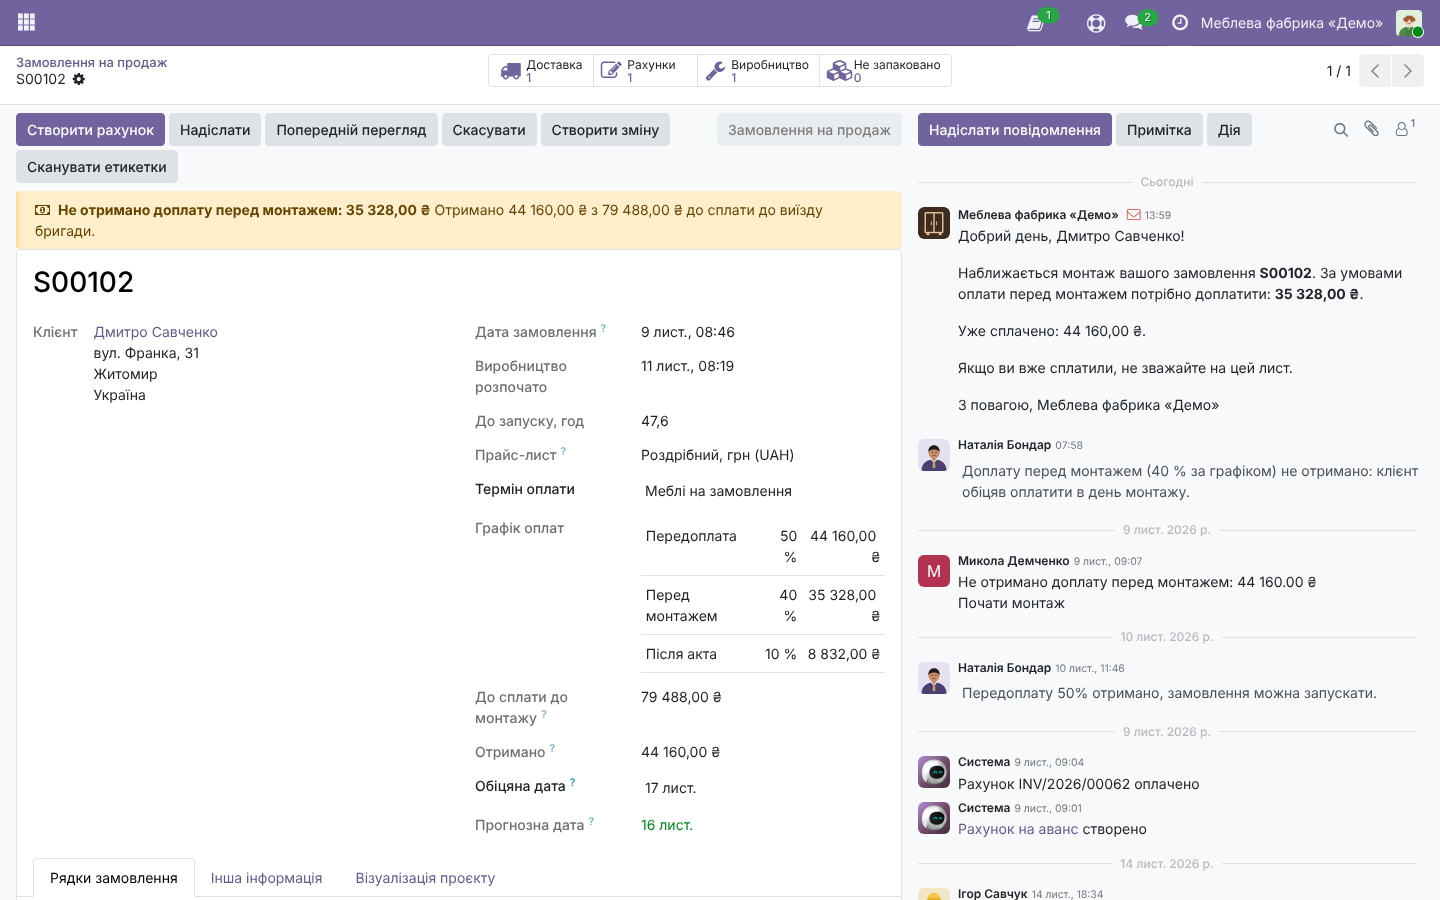 1
2
Меблева фабрика «Демо»
Замовлення на продаж
S00102
Доставка
1
Рахунки
1
Виробництво
1
Не запаковано
0
1 / 1
Створити рахунок
Надіслати
Попередній перегляд
Скасувати
Створити зміну
Замовлення на продаж
Сканувати етикетки
Надіслати повідомлення
Примітка
Дія
1
Не отримано доплату перед монтажем: 35 328,00 ₴ Отримано 44 160,00 ₴ з 79 488,00 ₴ до сплати до виїзду
бригади.
S00102
Клієнт
Дмитро Савченко
вул. Франка, 31
Житомир
Україна
Дата замовлення ?
9 лист., 08:46
Виробництво
розпочато
11 лист., 08:19
До запуску, год
47,6
Прайс-лист ?
Роздрібний, грн (UAH)
Термін оплати
Меблі на замовлення
Графік оплат
Передоплата
50
%
44 160,00
₴
Перед
монтажем
40
%
35 328,00
₴
Після акта
10 %
8 832,00 ₴
До сплати до
монтажу ?
79 488,00 ₴
Отримано ?
44 160,00 ₴
Обіцяна дата ?
17 лист.
Прогнозна дата ?
16 лист.
Рядки замовлення
Інша інформація
Візуалізація проєкту
Сьогодні
Меблева фабрика «Демо» 13:59
Добрий день, Дмитро Савченко!
Наближається монтаж вашого замовлення S00102. За умовами
оплати перед монтажем потрібно доплатити: 35 328,00 ₴.
Уже сплачено: 44 160,00 ₴.
Якщо ви вже сплатили, не зважайте на цей лист.
З повагою, Меблева фабрика «Демо»
Наталія Бондар 07:58
Доплату перед монтажем (40 % за графіком) не отримано: клієнт
обіцяв оплатити в день монтажу.
9 лист. 2026 р.
М
Микола Демченко 9 лист., 09:07
Не отримано доплату перед монтажем: 44 160.00 ₴
Почати монтаж
10 лист. 2026 р.
Наталія Бондар 10 лист., 11:46
Передоплату 50% отримано, замовлення можна запускати.
9 лист. 2026 р.
Система 9 лист., 09:04
Рахунок INV/2026/00062 оплачено
Система 9 лист., 09:01
Рахунок на аванс створено
14 лист. 2026 р.
Ігор Савчук 14 лист., 18:34